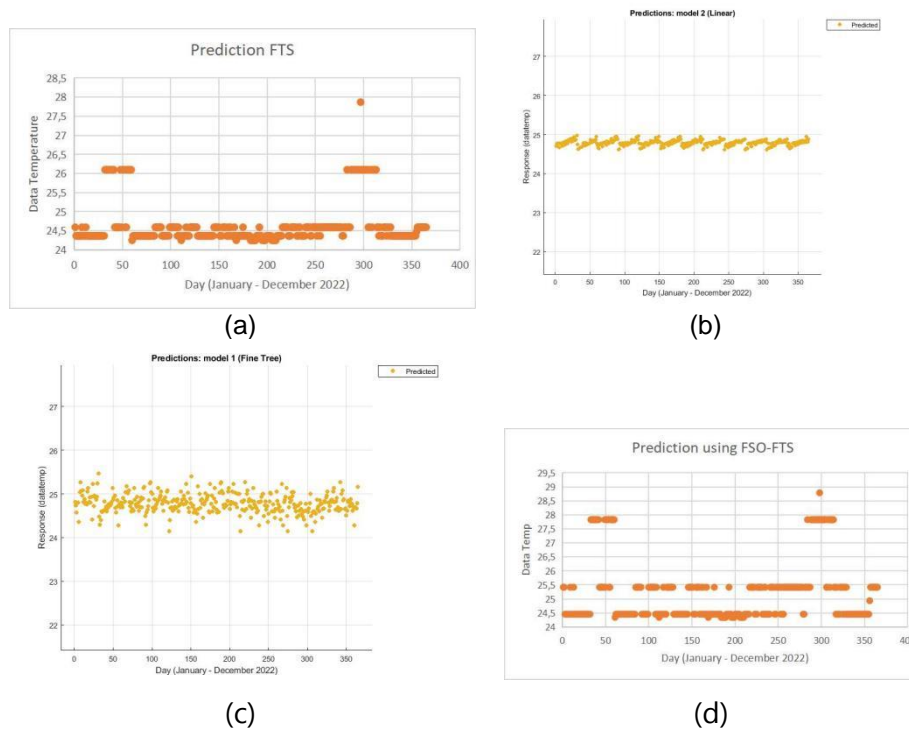 Prediction FTS
28,5
28
27,5
27
26,5
26
25,5
25
24,5
24
0 50 100 150 200 250 300 350 400
Data Temperature
Day (January - December 2022)
(a)
Predictions: model 2 (Linear)
Predicted
27
26
25
24
23
22
0 50 100 150 200 250 300 350
Response (datatemp)
Day (January - December 2022)
(b)
Predictions: model 1 (Fine Tree)
Predicted
27
26
25
24
23
22
0 50 100 150 200 250 300 350
Response (datatemp)
Day (January - December 2022)
(c)
Prediction using FSO-FTS
29,5
29
28,5
28
27,5
27
26,5
26
25,5
25
24,5
24
0 50 100 150 200 250 300 350 400
Data Temp
Day (January - December 2022)
(d)